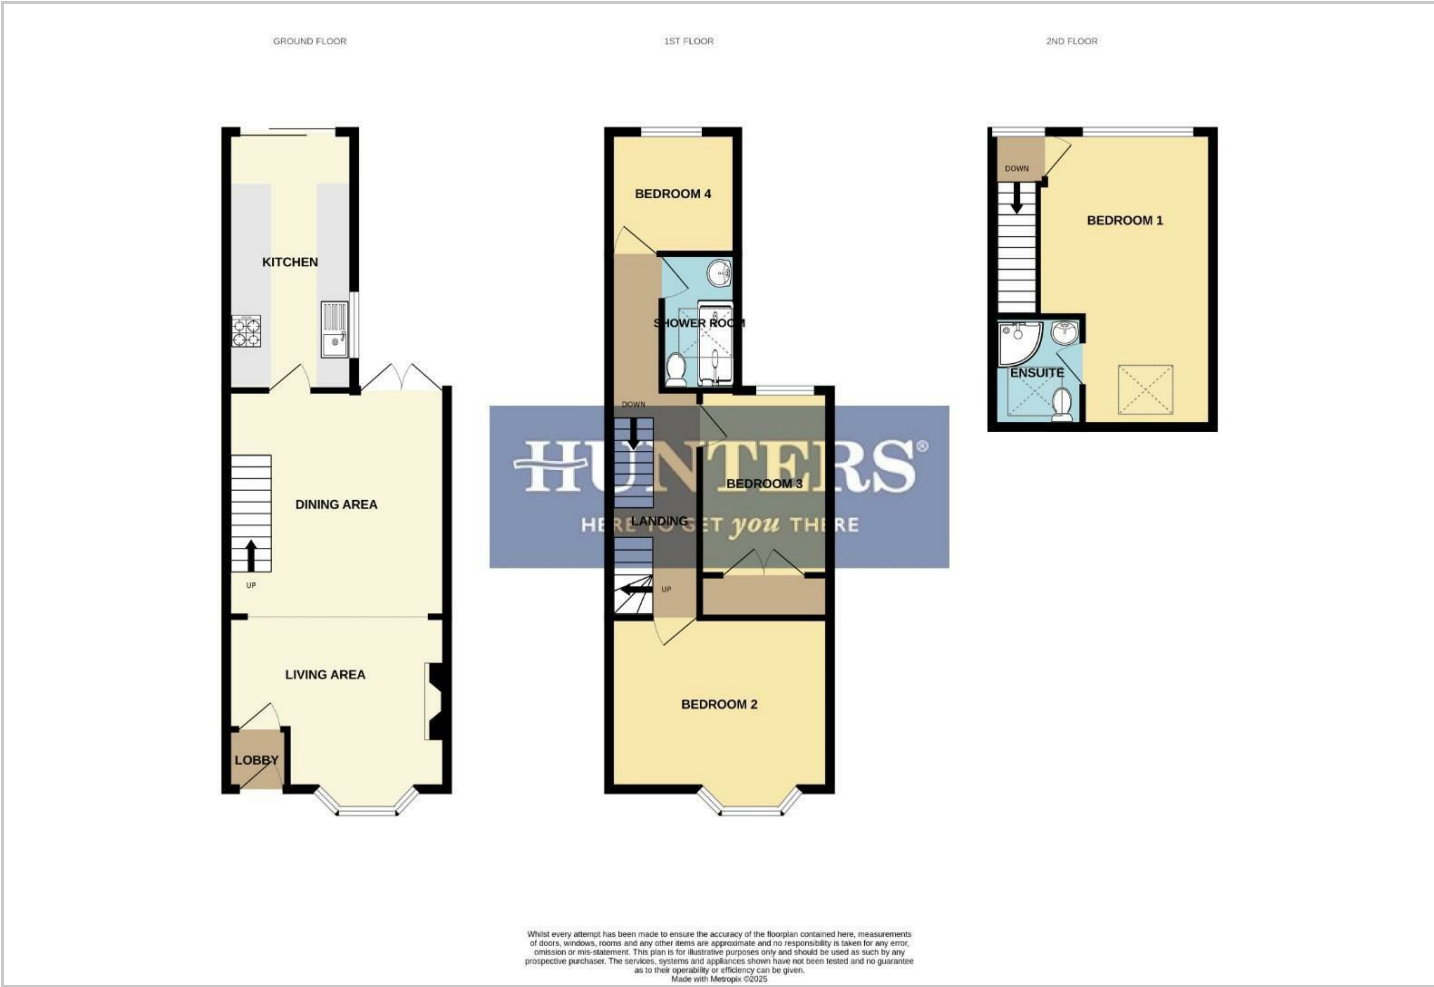 GROUND FLOOR
1ST FLOOR
2ND FLOOR
KITCHEN
DINING AREA
UP
LIVING AREA
LOBBY
BEDROOM 4
SHOWER ROOM
DOWN
BEDROOM 3
LANDING
UP
BEDROOM 2
DOWN
BEDROOM 1
ENSUITE
HUNTERS®
HERE TO GET you THERE
Whilst every attempt has been made to ensure the accuracy of the floorplan contained here, measurements
of doors, windows, rooms and any other items are approximate and no responsibility is taken for any error,
omission or mis-statement. This plan is for illustrative purposes only and should be used as such by any
prospective purchaser. The services, systems and appliances shown have not been tested and no guarantee
as to their operability or efficiency can be given.
Made with Metropix ©2025